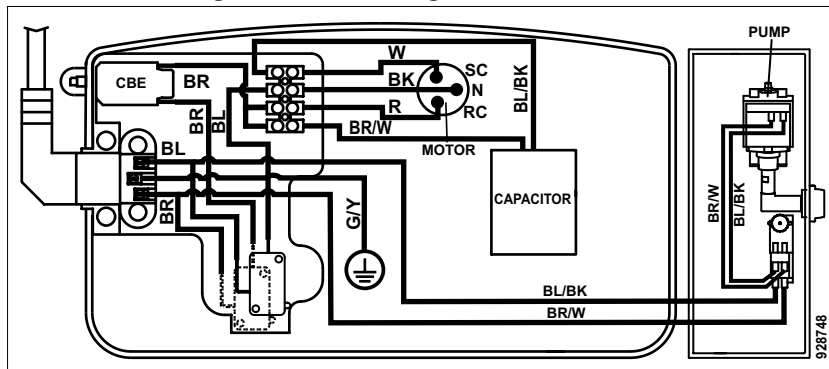 PUMP
W
SC
CBE
BR
BK
N
BL/BK
R
RC
BR
BL
BR/W
MOTOR
BL
CAPACITOR
BR/W
BL/BK
BR
G/Y
BL/BK
BR/W
928748